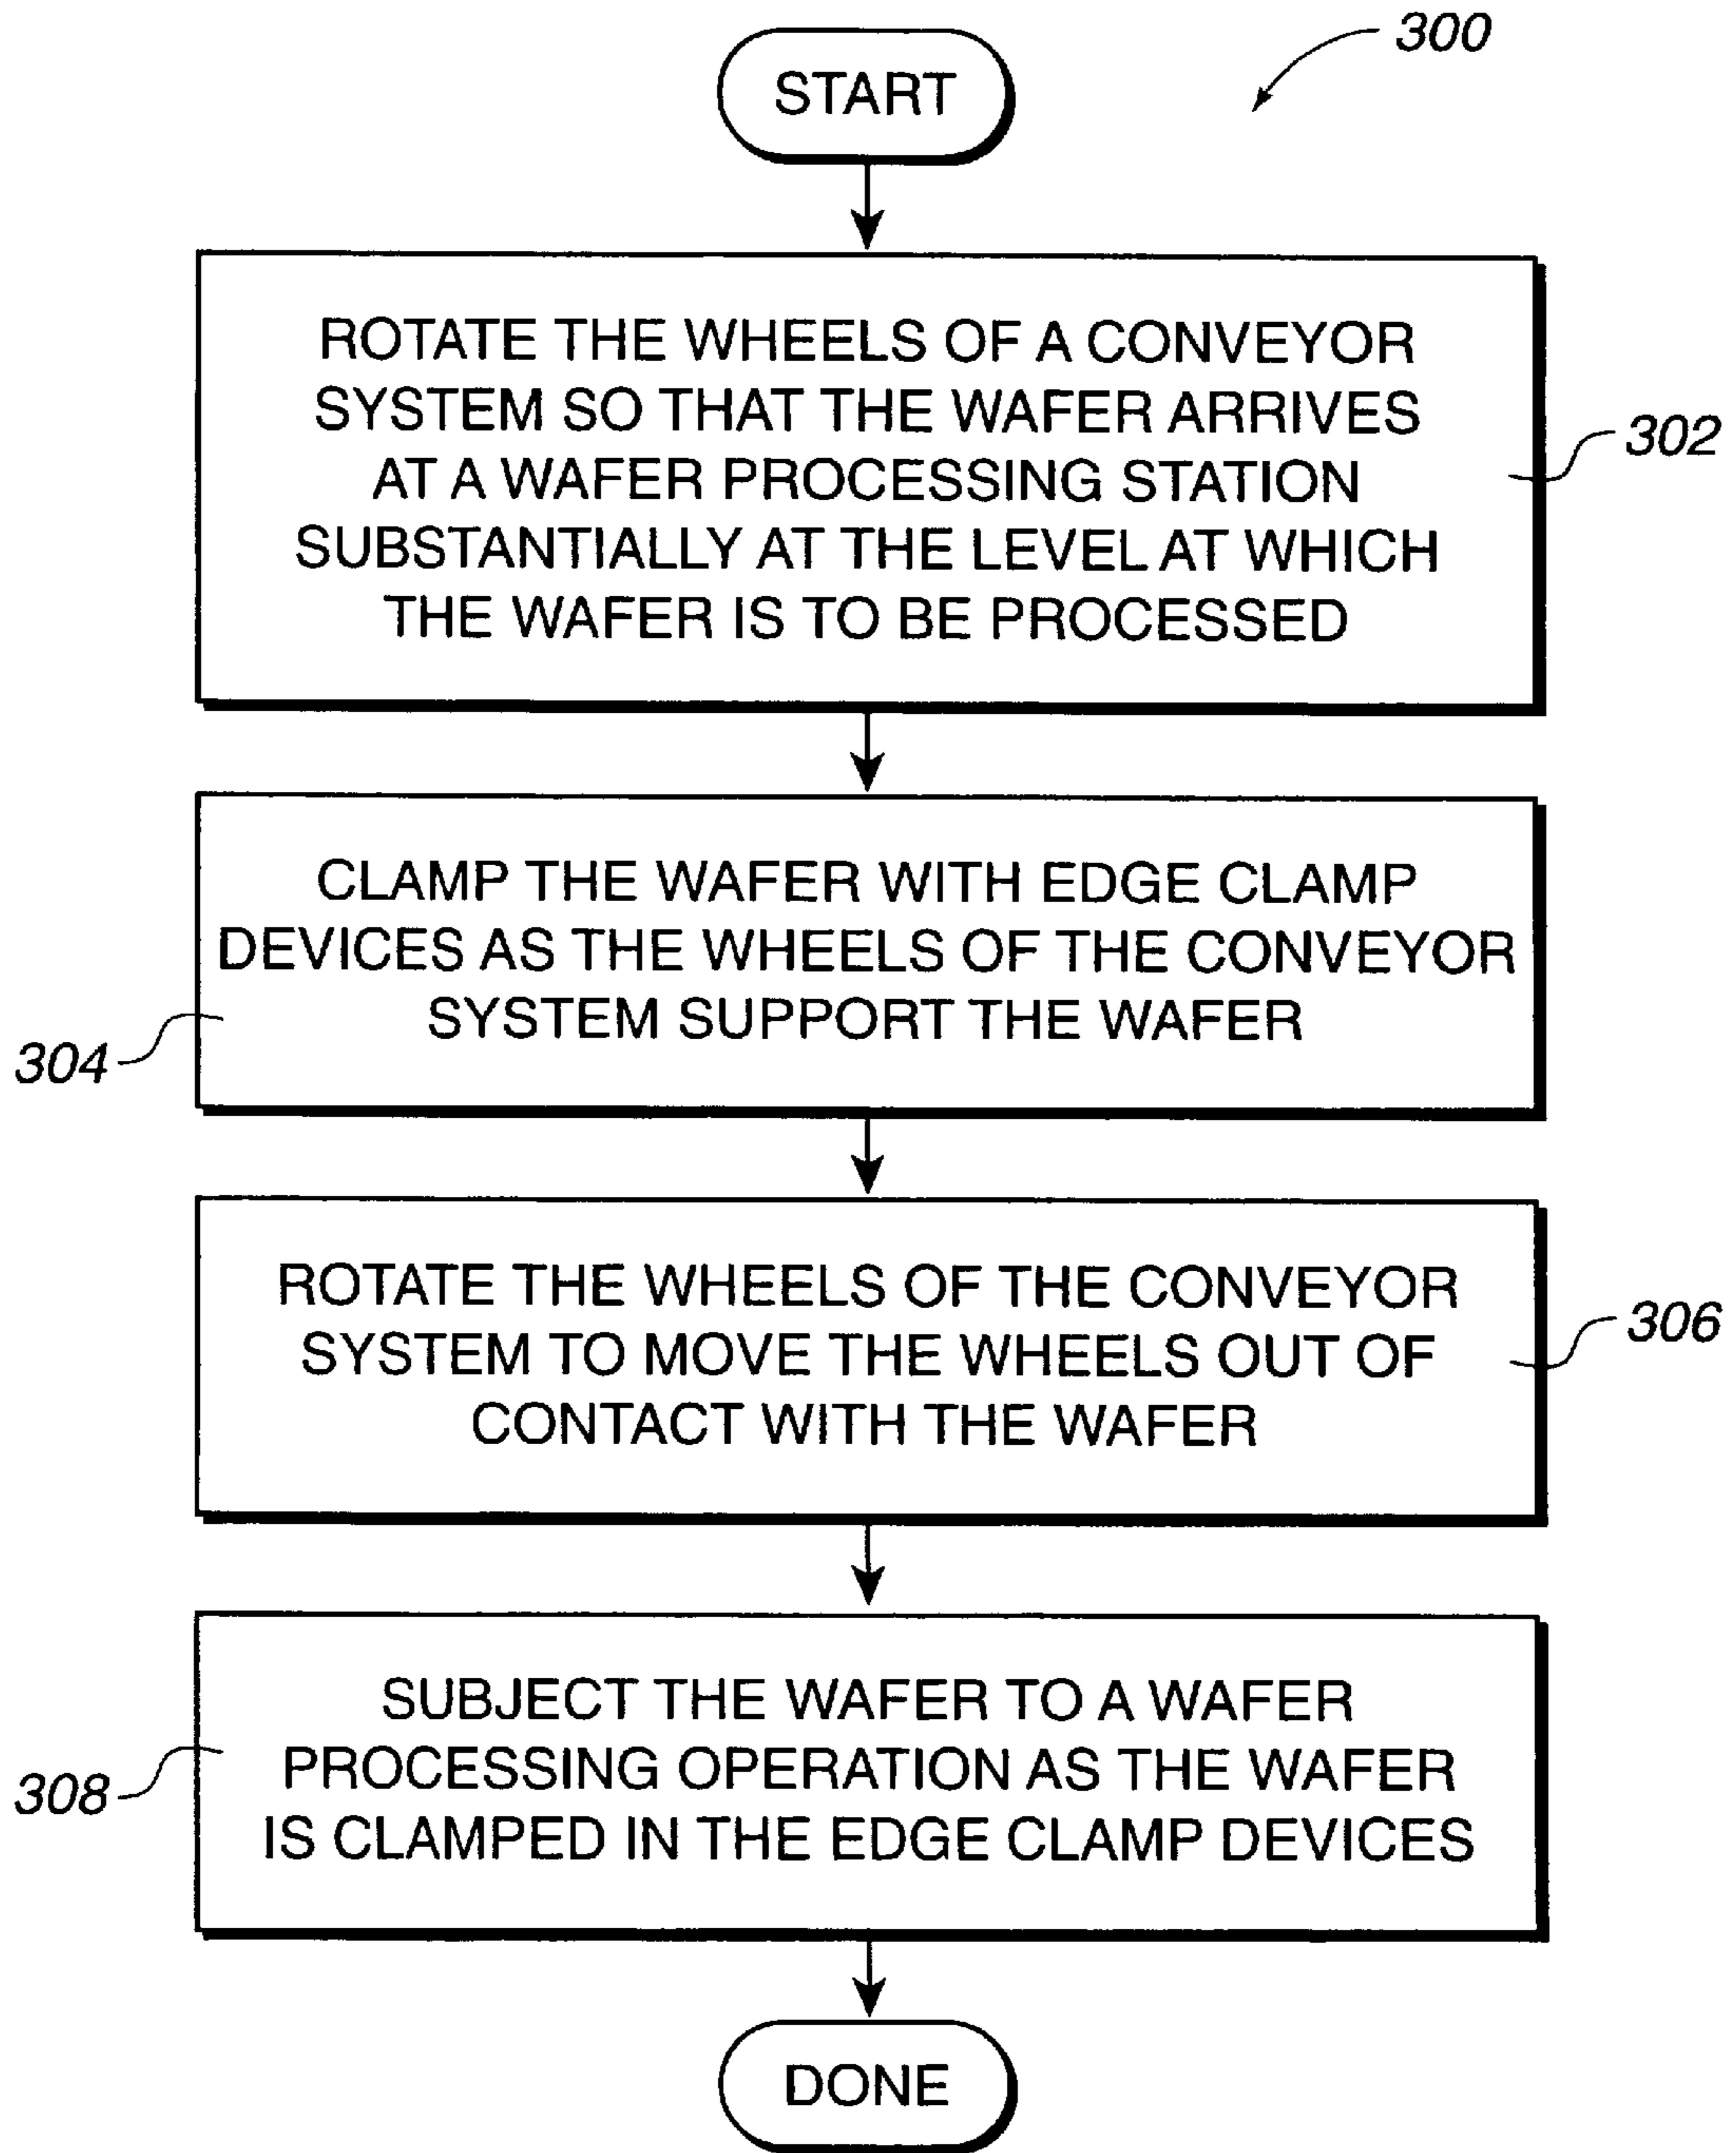 300
START
ROTATE THE WHEELS OF A CONVEYOR
SYSTEM SO THAT THE WAFER ARRIVES
AT A WAFER PROCESSING STATION
SUBSTANTIALLY AT THE LEVEL AT WHICH
THE WAFER IS TO BE PROCESSED
302
CLAMP THE WAFER WITH EDGE CLAMP
DEVICES AS THE WHEELS OF THE CONVEYOR
SYSTEM SUPPORT THE WAFER
304
ROTATE THE WHEELS OF THE CONVEYOR
SYSTEM TO MOVE THE WHEELS OUT OF
CONTACT WITH THE WAFER
306
SUBJECT THE WAFER TO A WAFER
PROCESSING OPERATION AS THE WAFER
IS CLAMPED IN THE EDGE CLAMP DEVICES
308
DONE